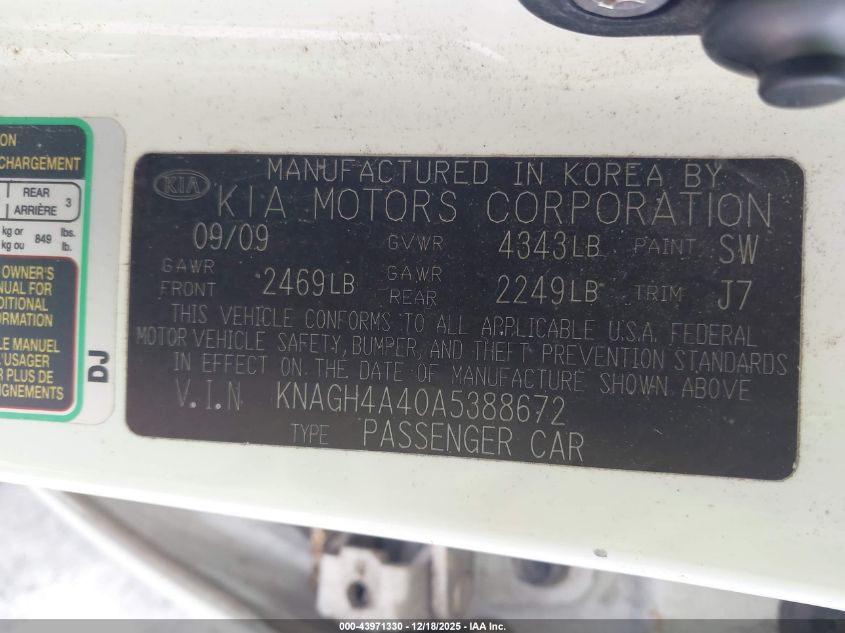 ON
CHARGEMENT
REAR
ARRIÈRE 3
kg or 849 lbs.
kg ou lb.
OWNER'S
NUAL FOR
DITIONAL
ORMATION
LE MANUEL
L'USAGER
R PLUS DE
EIGNEMENTS
DJ
KIA
MANUFACTURED IN KOREA BY
KIA MOTORS CORPORATION
09/09 GVWR 4343LB PAINT SW
GAWR FRONT 2469LB GAWR REAR 2249LB TRIM J7
THIS VEHICLE CONFORMS TO ALL APPLICABLE U.S.A. FEDERAL
MOTOR VEHICLE SAFETY, BUMPER, AND THEFT PREVENTION STANDARDS
IN EFFECT ON THE DATE OF MANUFACTURE SHOWN ABOVE
V.I.N KNAGH4A40A5388672
TYPE PASSENGER CAR
000-43971330 - 12/18/2025 - IAA Inc.